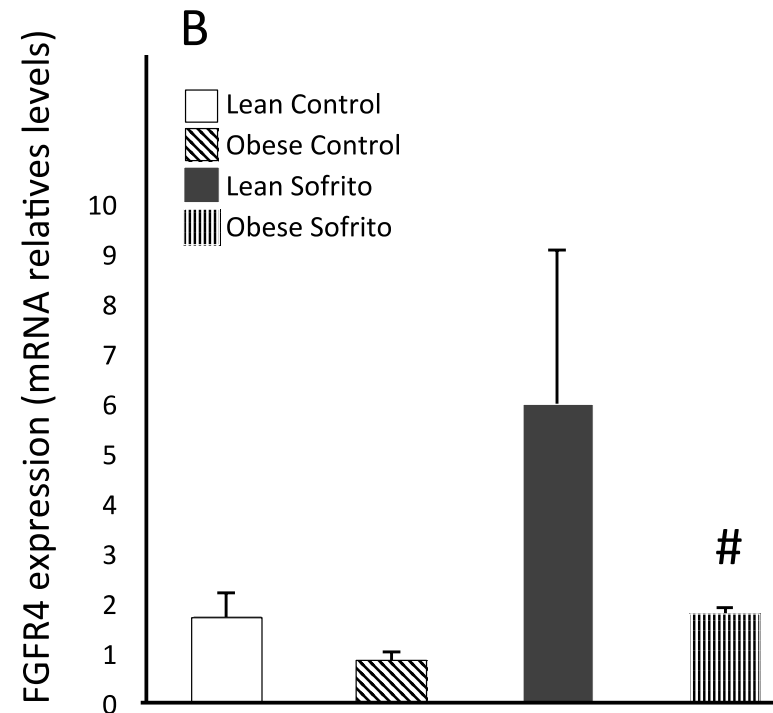 B
FGFR4 expression (mRNA relatives levels)
Lean Control
Obese Control
Lean Sofrito
Obese Sofrito
10
9
8
7
6
5
4
3
2
1
0
#